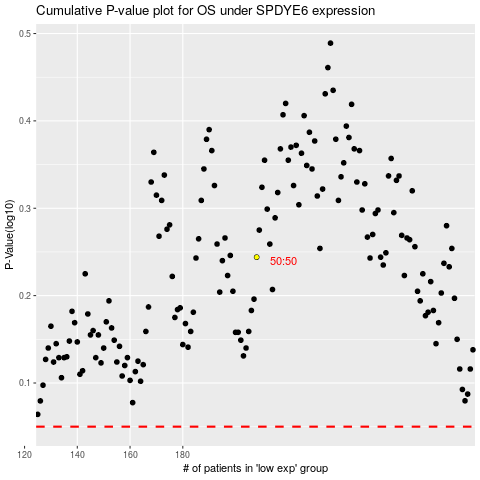 Cumulative P-value plot for OS under SPDYE6 expression
P-Value(log10)
0.5
0.4
0.3
0.2
0.1
50:50
120 140 160 180
# of patients in 'low exp' group